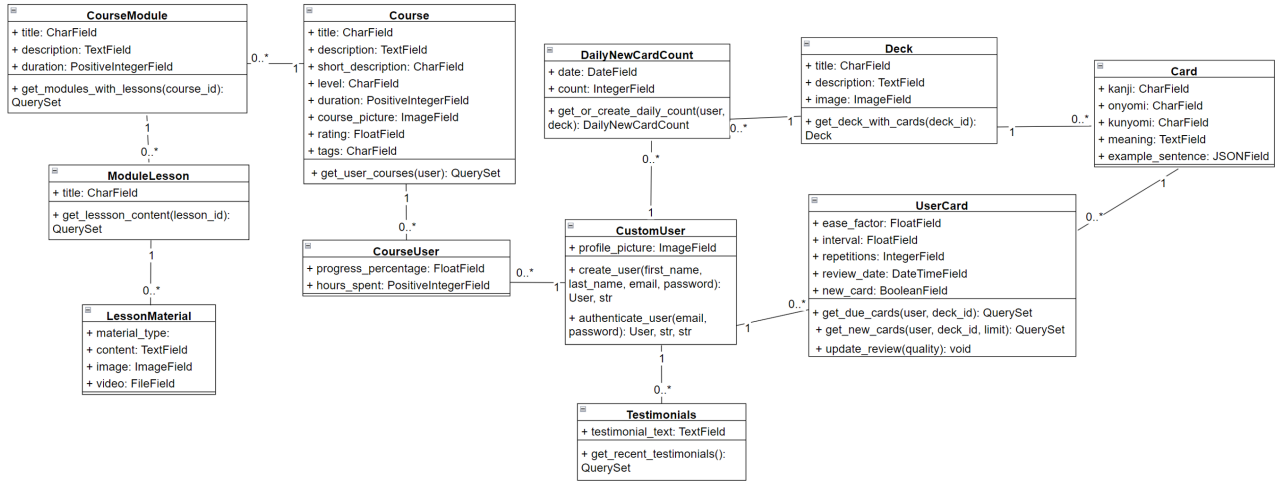 CourseModule
+ title: CharField
+ description: TextField
+ duration: PositiveIntegerField
+ get_modules_with_lessons(course_id):
QuerySet
0..*
1
Course
+ title: CharField
+ description: TextField
+ short_description: CharField
+ level: CharField
+ duration: PositiveIntegerField
+ course_picture: ImageField
+ rating: FloatField
+ tags: CharField
+ get_user_courses(user): QuerySet
1
0..*
ModuleLesson
+ title: CharField
+ get_lessson_content(lesson_id):
QuerySet
1
0..*
LessonMaterial
+ material_type:
+ content: TextField
+ image: ImageField
+ video: FileField
1
0..*
CourseUser
+ progress_percentage: FloatField
+ hours_spent: PositiveIntegerField
0..*
1
DailyNewCardCount
+ date: DateField
+ count: IntegerField
+ get_or_create_daily_count(user,
deck): DailyNewCardCount
0..*
1
0..*
1
Deck
+ title: CharField
+ description: TextField
+ image: ImageField
+ get_deck_with_cards(deck_id):
Deck
1
0..*
Card
+ kanji: CharField
+ onyomi: CharField
+ kunyomi: CharField
+ meaning: TextField
+ example_sentence: JSONField
1
0..*
CustomUser
+ profile_picture: ImageField
+ create_user(first_name,
last_name, email, password):
User, str
+ authenticate_user(email,
password): User, str, str
1
0..*
UserCard
+ ease_factor: FloatField
+ interval: FloatField
+ repetitions: IntegerField
+ review_date: DateTimeField
+ new_card: BooleanField
+ get_due_cards(user, deck_id): QuerySet
+ get_new_cards(user, deck_id, limit): QuerySet
+ update_review(quality): void
1
0..*
Testimonials
+ testimonial_text: TextField
+ get_recent_testimonials():
QuerySet